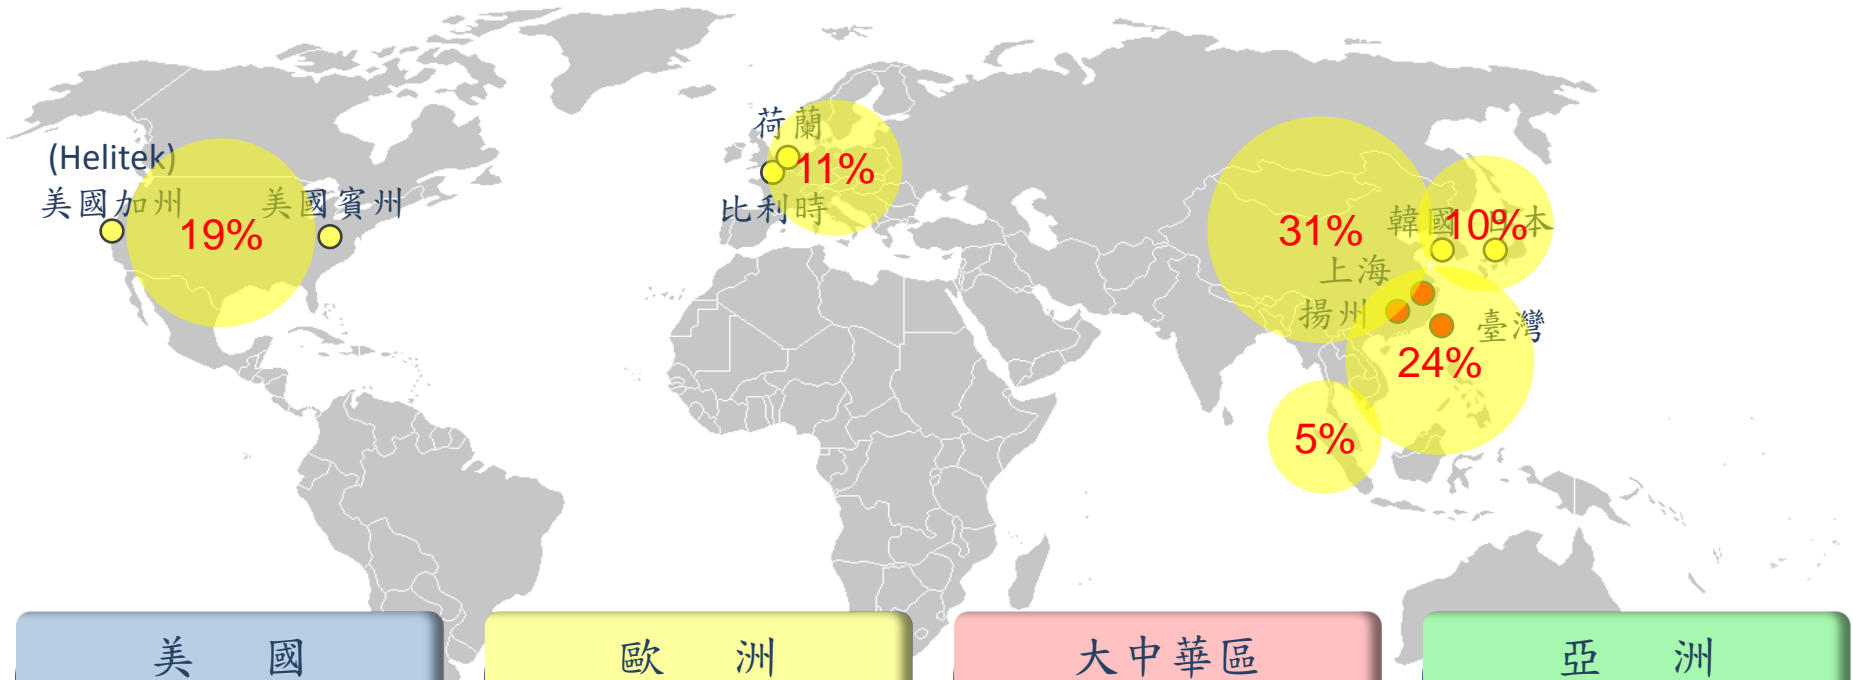 (Helitek)
美國加州
美國賓州
19%
荷蘭
11%
比利時
31%
韓國
10%
日本
上海
揚州
臺灣
24%
5%
美 國
歐 洲
大中華區
亞 洲